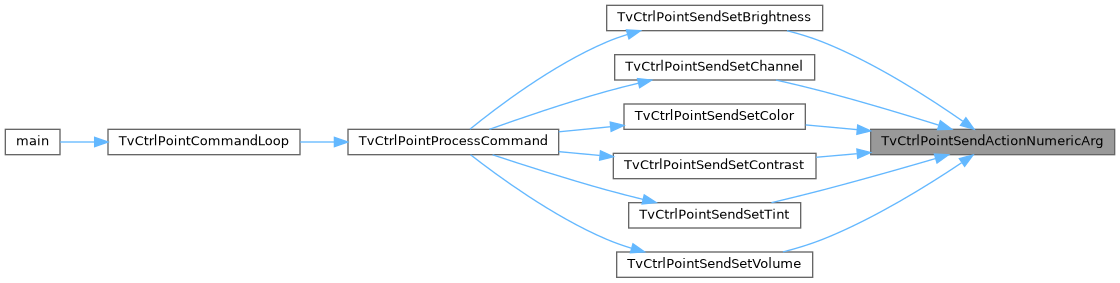 TvCtrlPointSendSetBrightness
TvCtrlPointSendSetChannel
TvCtrlPointSendSetColor
main
TvCtrlPointCommandLoop
TvCtrlPointProcessCommand
TvCtrlPointSendActionNumericArg
TvCtrlPointSendSetContrast
TvCtrlPointSendSetTint
TvCtrlPointSendSetVolume